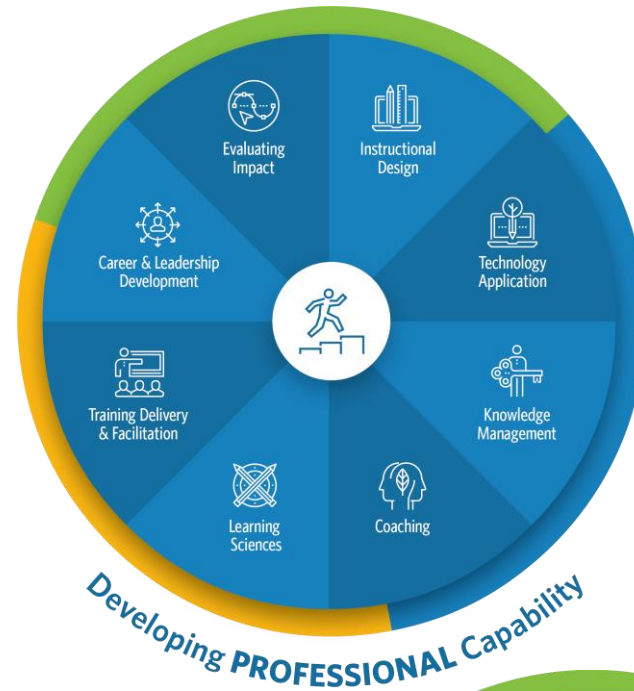 Evaluating
Impact
Instructional
Design
Career & Leadership
Development
Technology
Application
Training Delivery
& Facilitation
Knowledge
Management
Learning
Sciences
Coaching
Developing PROFESSIONAL Capability